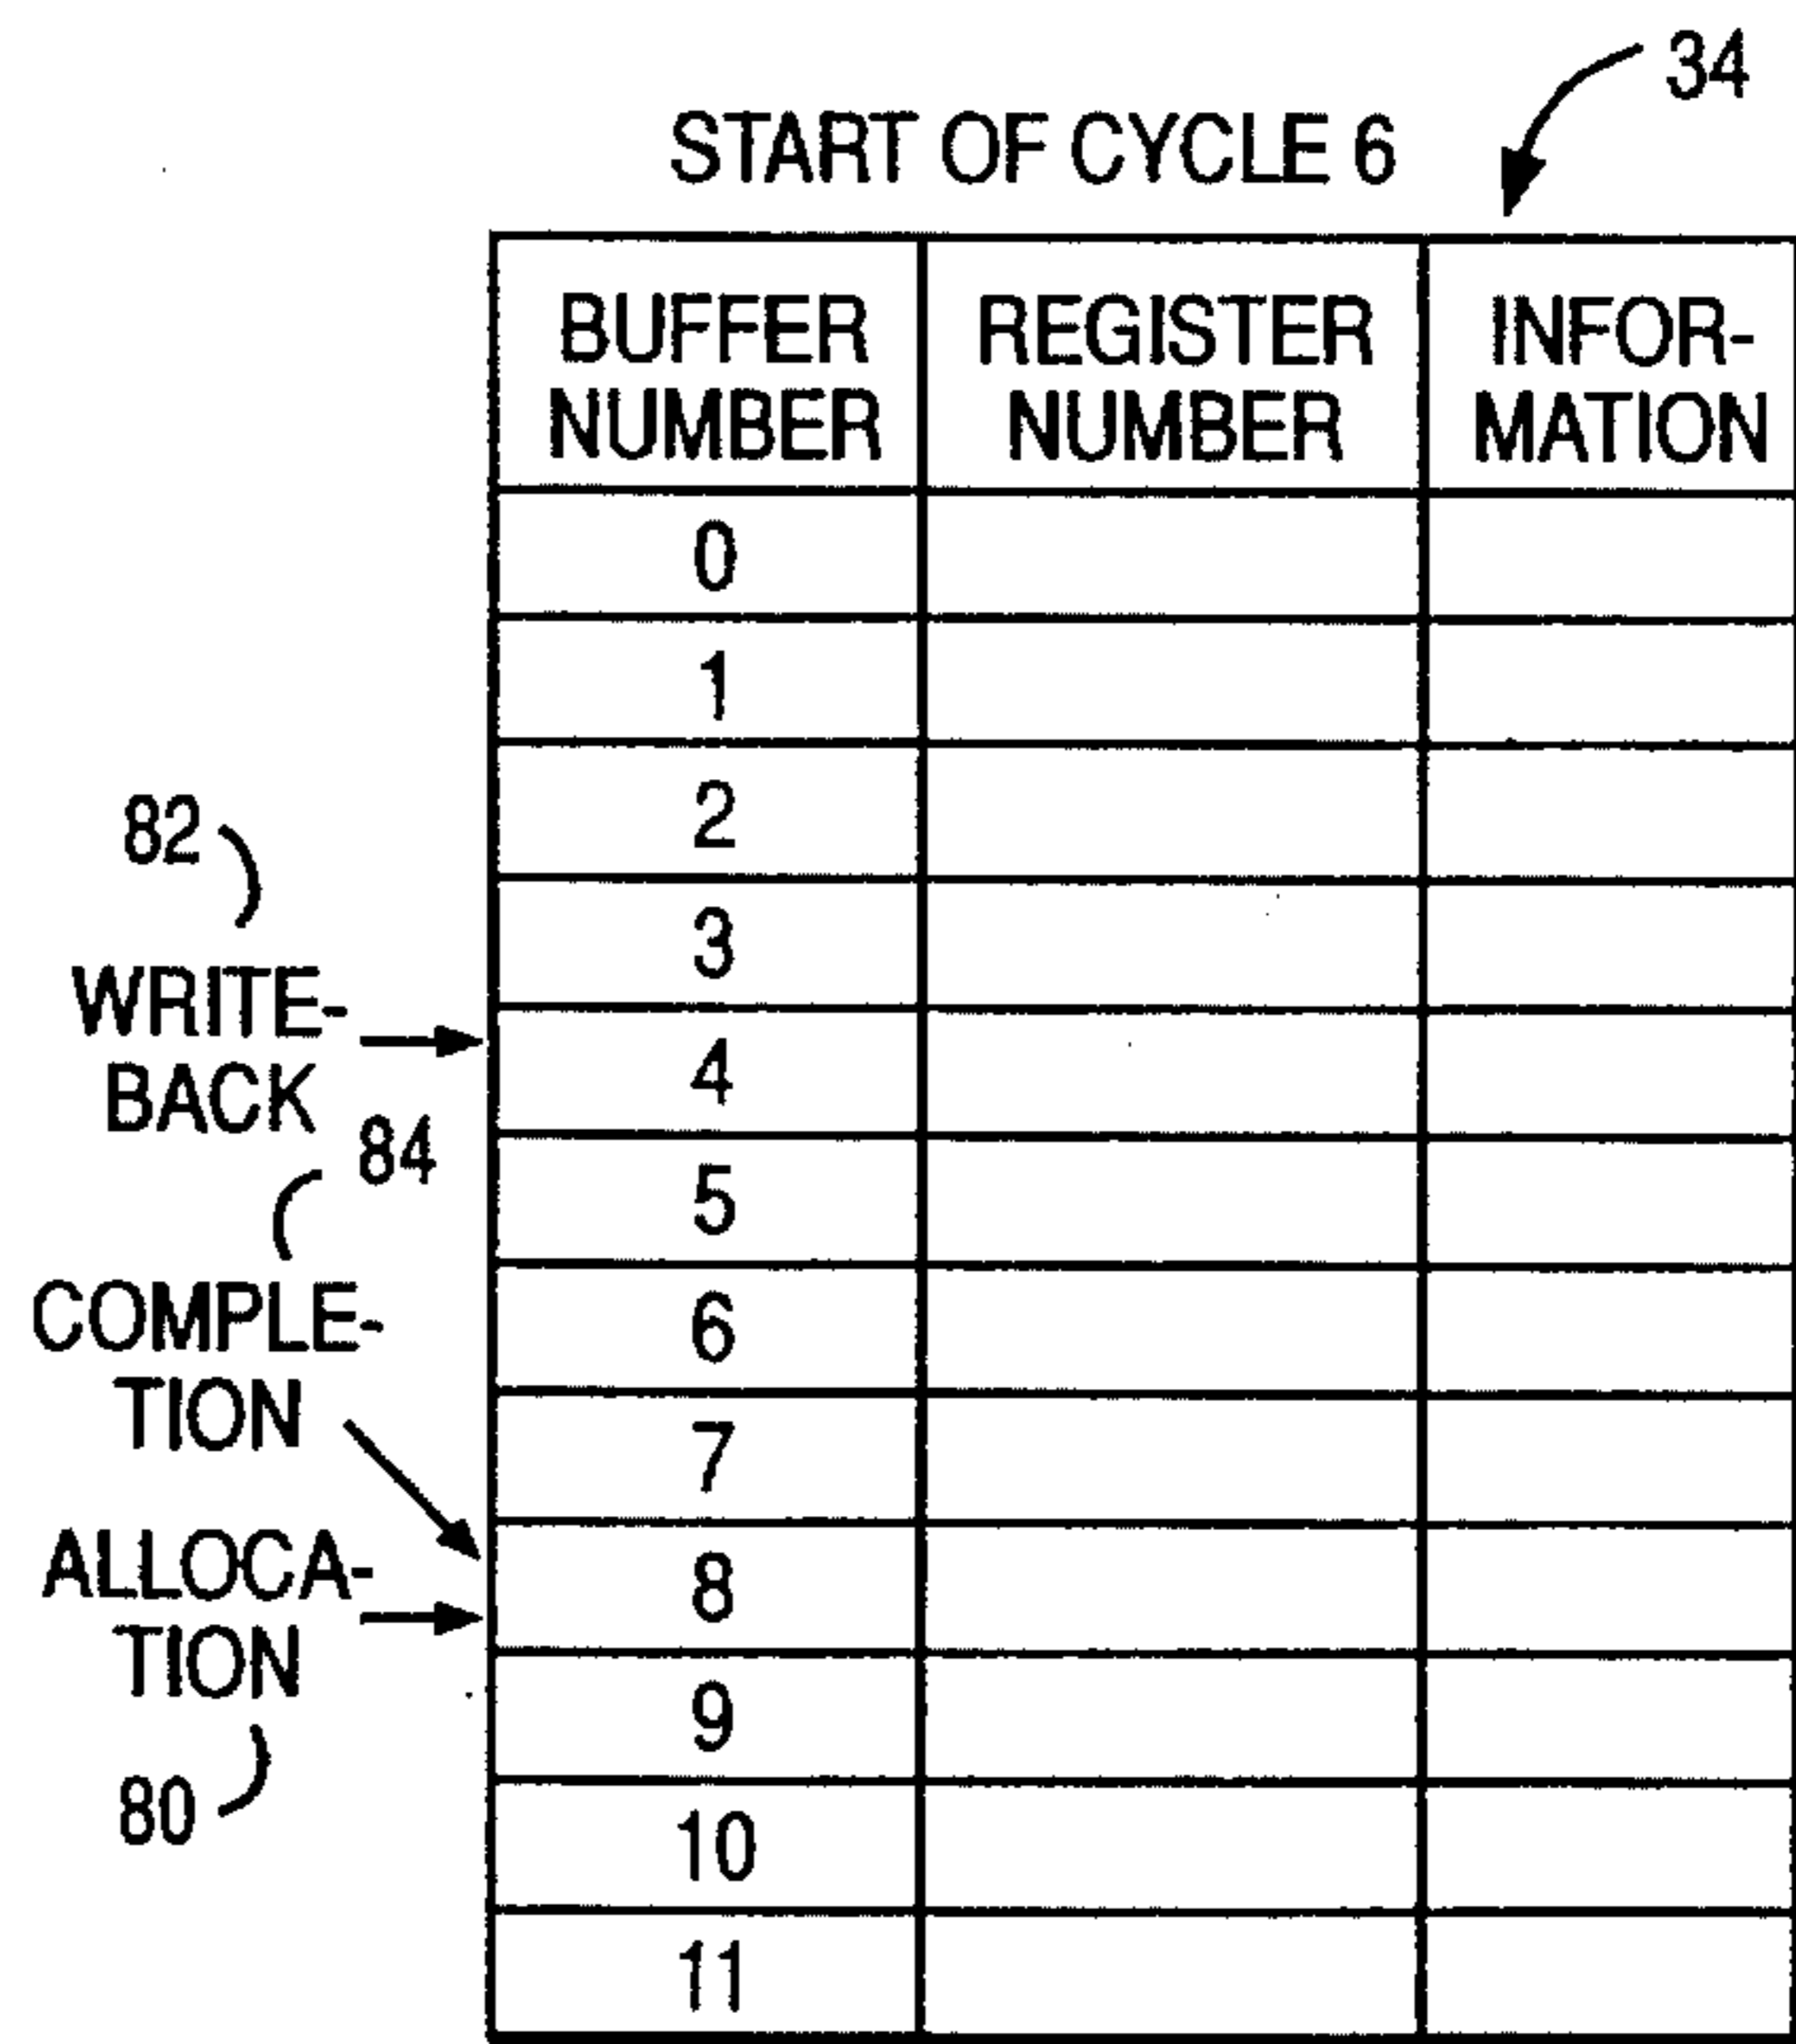 34
START OF CYCLE 6
BUFFER NUMBER REGISTER NUMBER INFOR-
MATION
0
1
2
3
4
5
6
7
8
9
10
11
82
WRITE-
BACK
84
COMPLE-
TION
ALLOCA-
TION
80